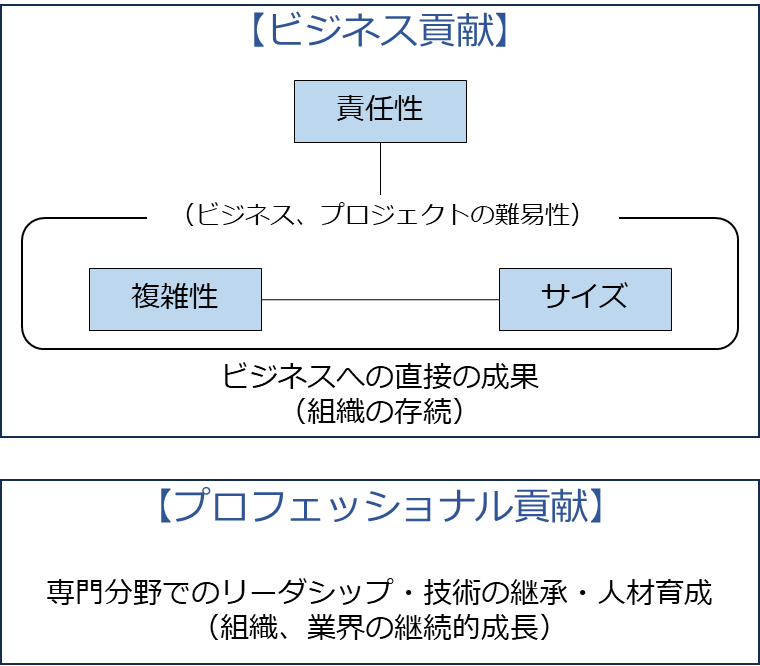 【ビジネス貢献】
責任性
（ビジネス、プロジェクトの難易性）
複雑性
サイズ
ビジネスへの直接の成果
（組織の存続）
【プロフェッショナル貢献】
専門分野でのリーダシップ・技術の継承・人材育成
（組織、業界の継続的成長）